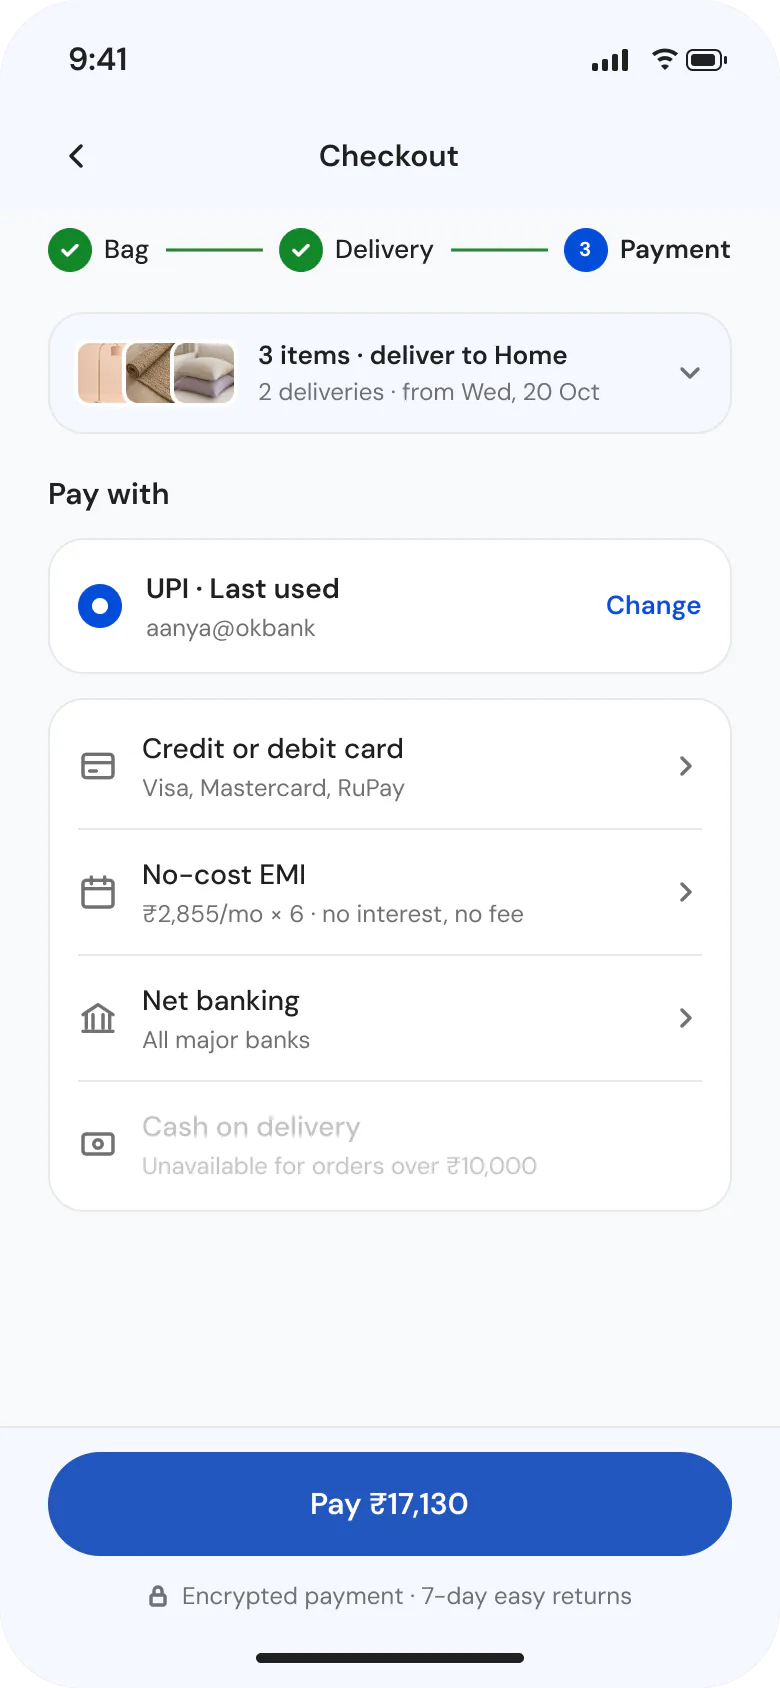 9:41
Checkout
Bag
Delivery
3 Payment
3 items · deliver to Home
2 deliveries · from Wed, 20 Oct
Pay with
UPI · Last used
aanya@okbank
Change
Credit or debit card
Visa, Mastercard, RuPay
No-cost EMI
₹2,855/mo × 6 · no interest, no fee
Net banking
All major banks
Cash on delivery
Unavailable for orders over ₹10,000
Pay ₹17,130
Encrypted payment · 7-day easy returns